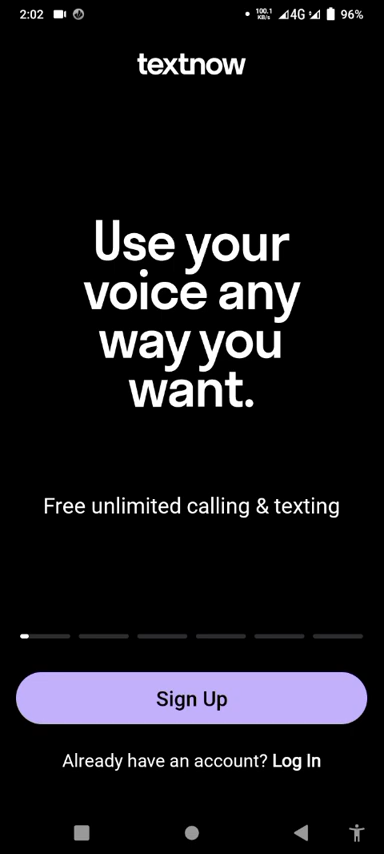 2:02
100.1
KB/s
4G
96%
textnow
Use your
voice any
way you
want.
Free unlimited calling & texting
Sign Up
Already have an account? Log In